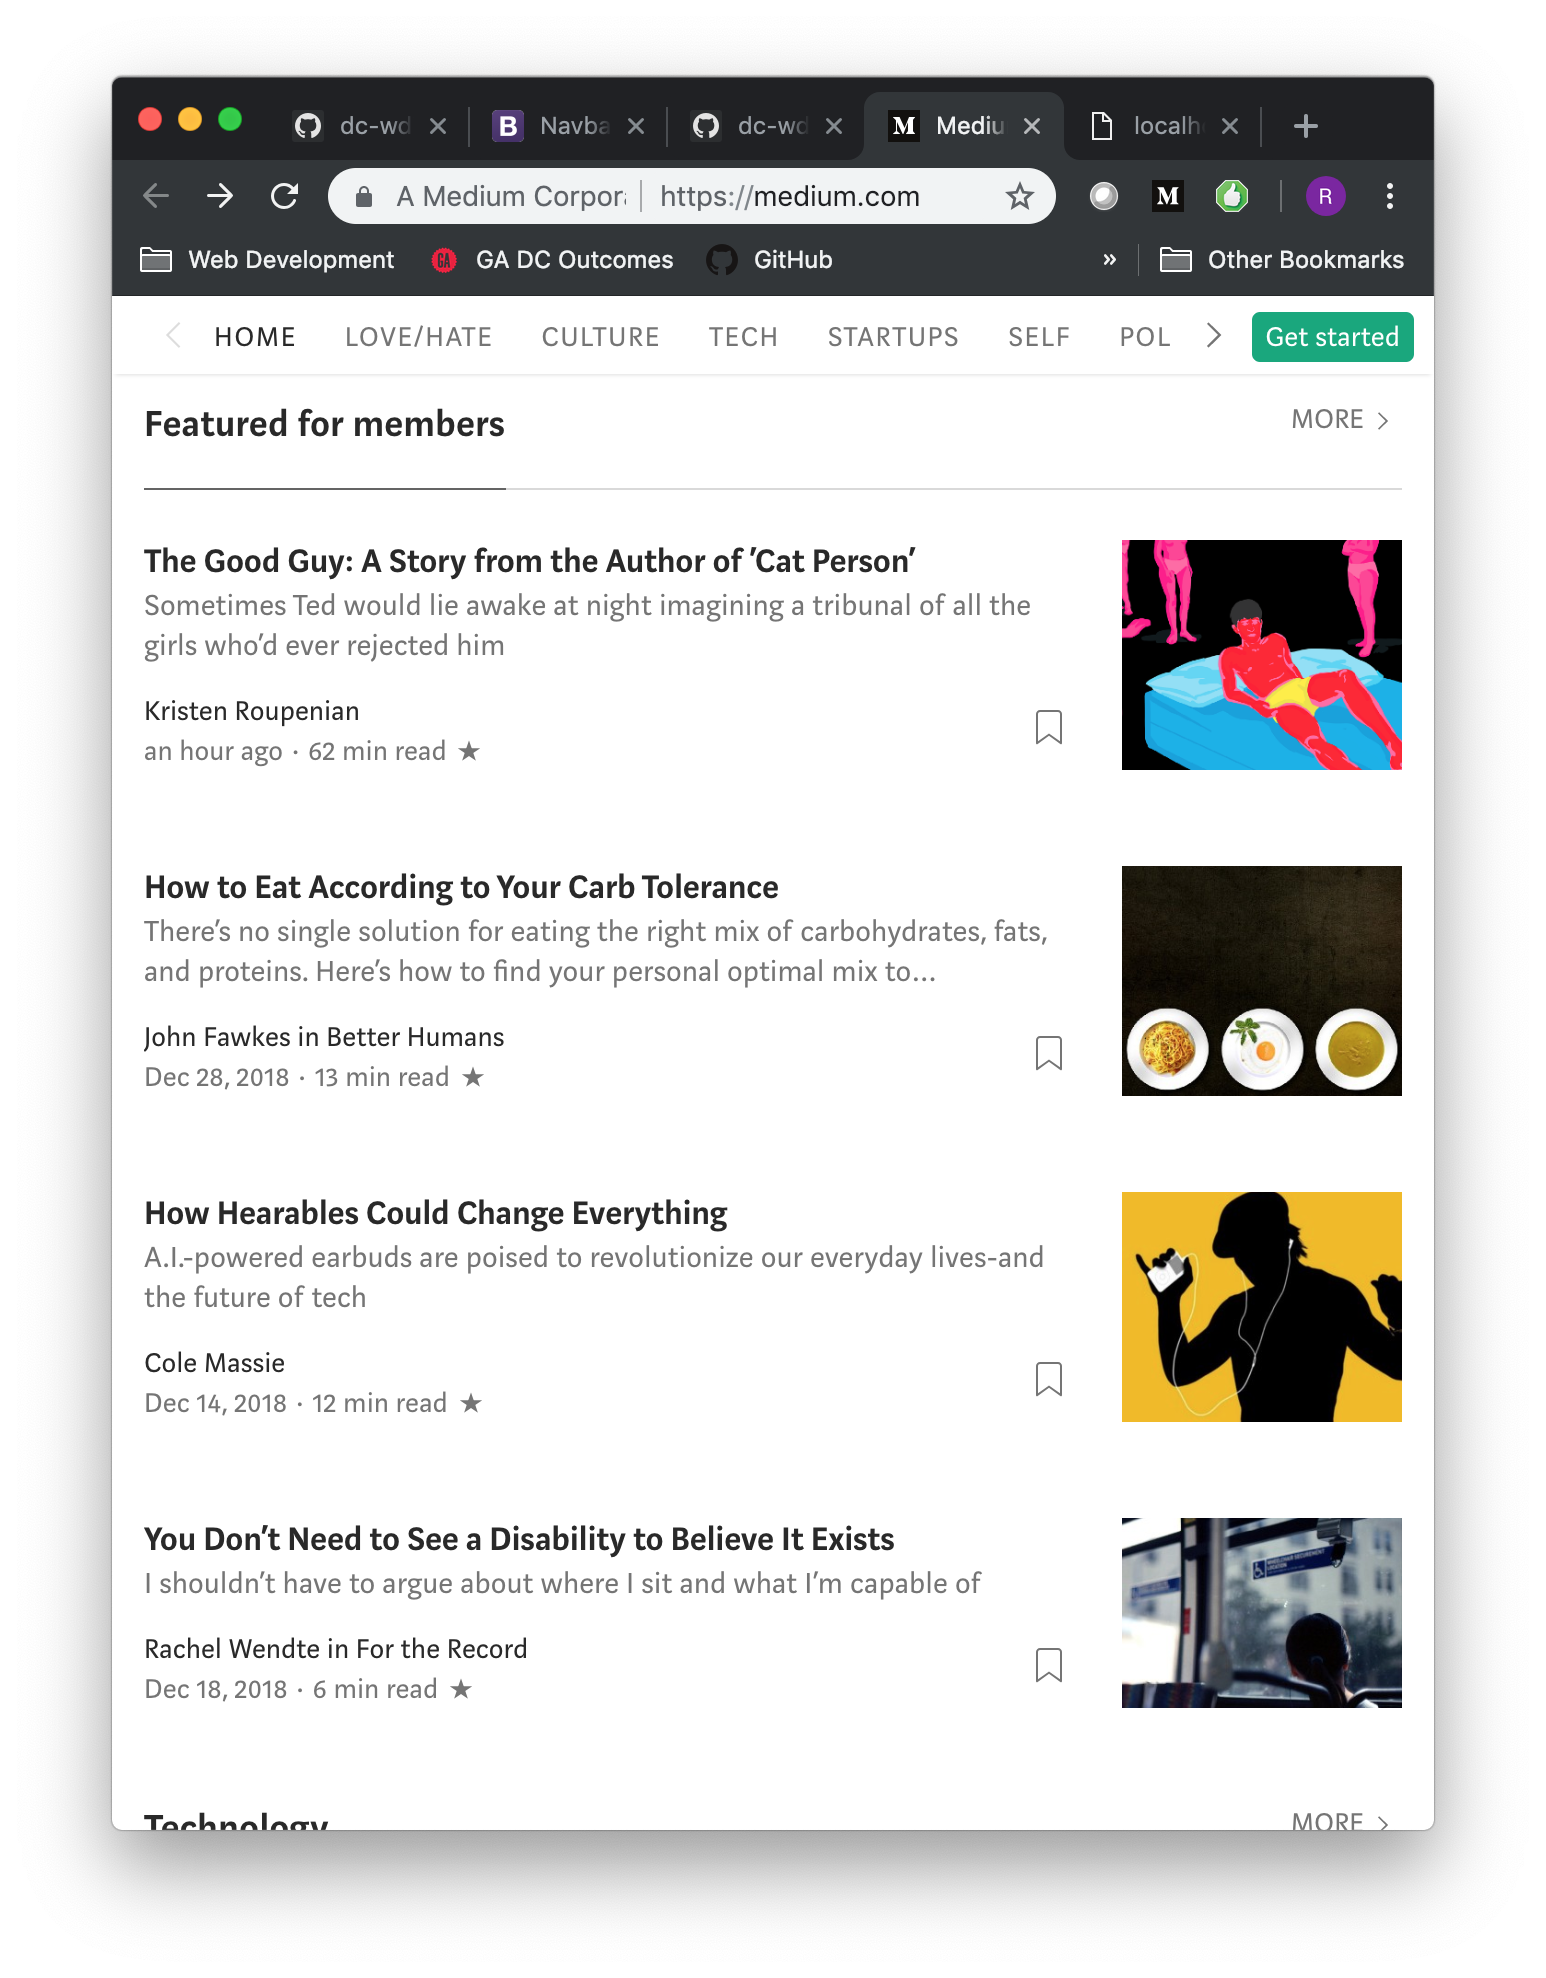 dc-wd
B Navba
dc-wd
M Mediu
localh
A Medium Corpora https://medium.com
M
R
Web Development
GA GA DC Outcomes
GitHub
»
Other Bookmarks
HOME LOVE/HATE CULTURE TECH STARTUPS SELF POL
Get started
Featured for members
MORE
The Good Guy: A Story from the Author of ’Cat Person’
Sometimes Ted would lie awake at night imagining a tribunal of all the
girls who’d ever rejected him
Kristen Roupenian
an hour ago · 62 min read ★
How to Eat According to Your Carb Tolerance
There’s no single solution for eating the right mix of carbohydrates, fats,
and proteins. Here’s how to find your personal optimal mix to…
John Fawkes in Better Humans
Dec 28, 2018 · 13 min read ★
How Hearables Could Change Everything
A.I.-powered earbuds are poised to revolutionize our everyday lives-and
the future of tech
Cole Massie
Dec 14, 2018 · 12 min read ★
You Don’t Need to See a Disability to Believe It Exists
I shouldn’t have to argue about where I sit and what I’m capable of
Rachel Wendte in For the Record
Dec 18, 2018 · 6 min read ★
Technology
MORE